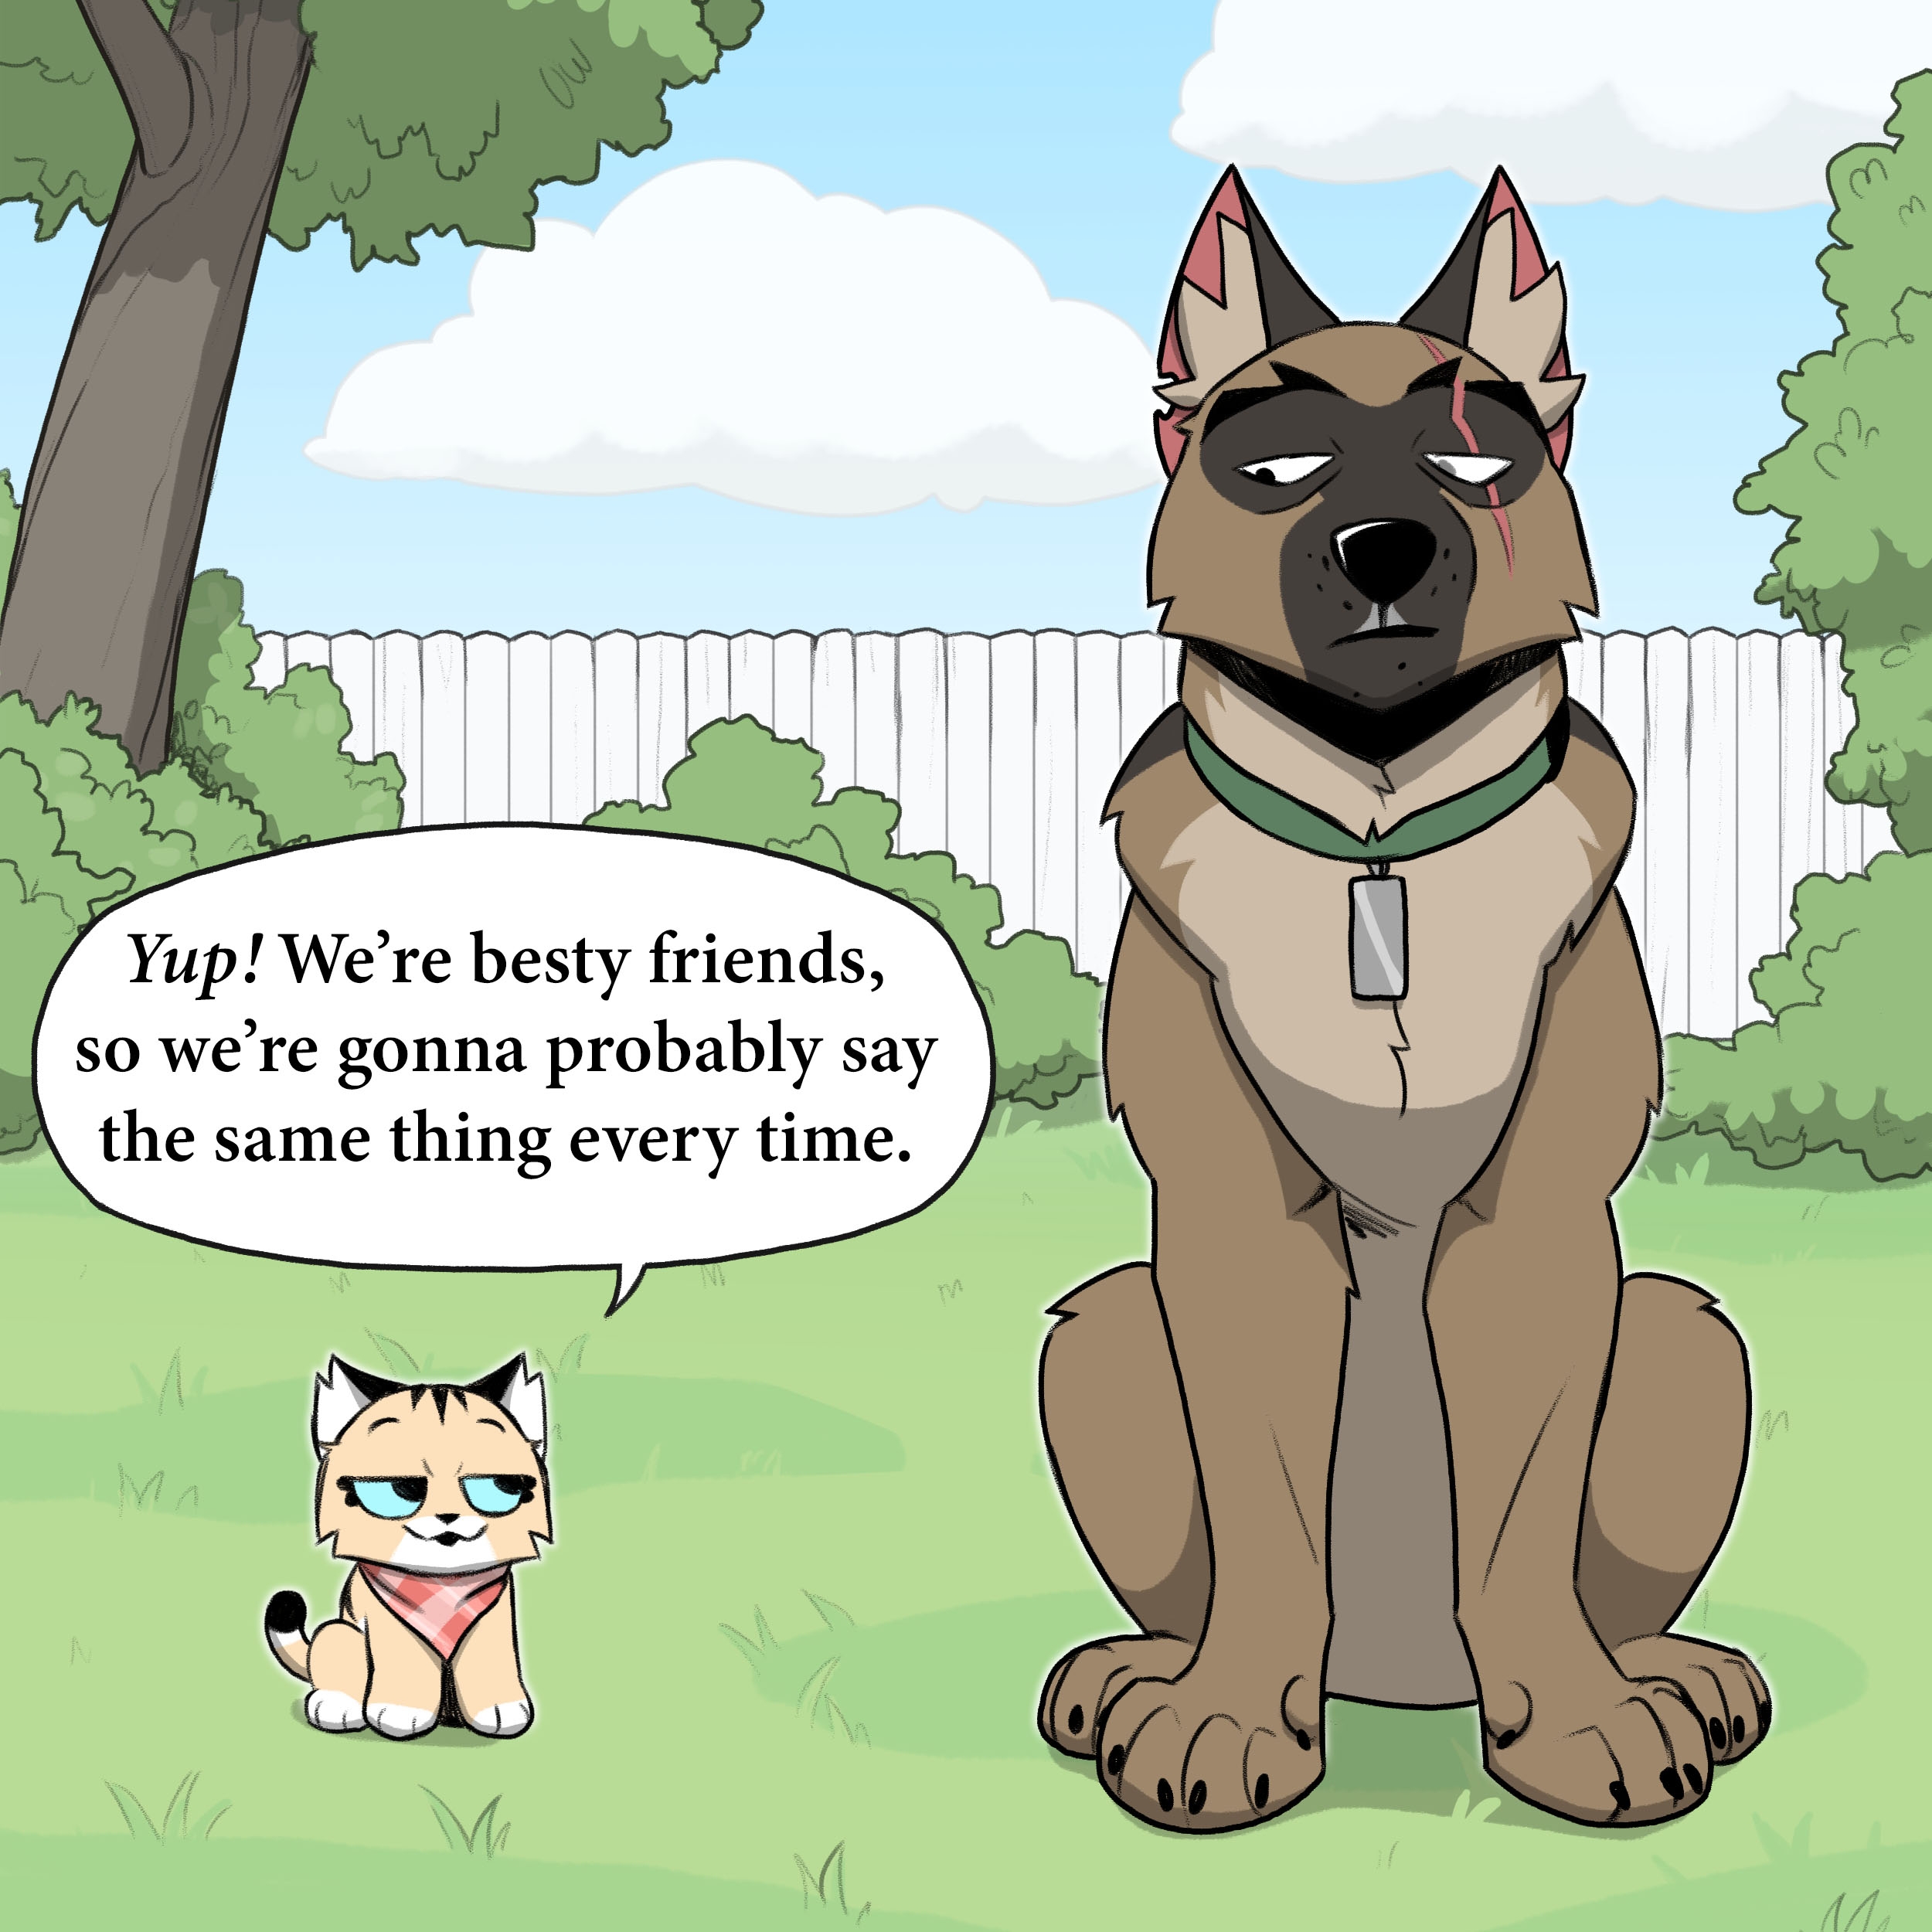 Yup! We’re besty friends,
so we’re gonna probably say
the same thing every time.